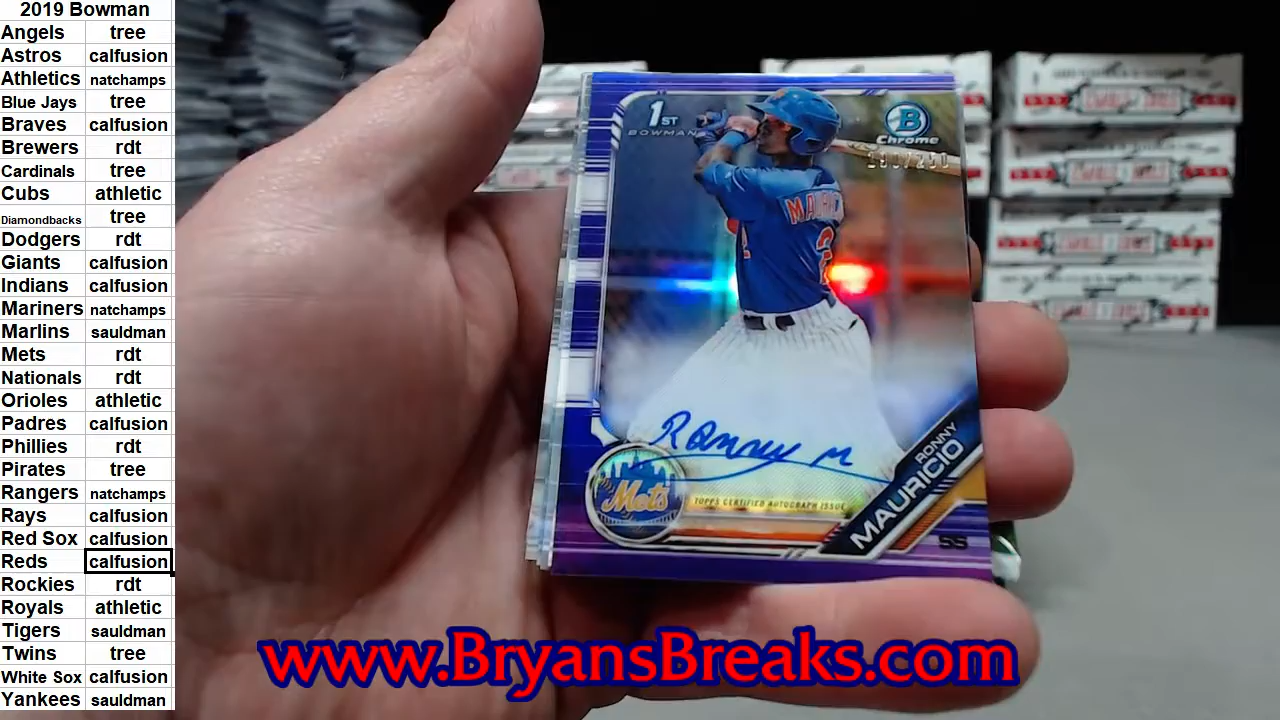 2019 Bowman
Angels tree
Astros calfusion
Athletics natchamps
Blue Jays tree
Braves calfusion
Brewers rdt
Cardinals tree
Cubs athletic
Diamondbacks tree
Dodgers rdt
Giants calfusion
Indians calfusion
Mariners natchamps
Marlins sauldman
Mets rdt
Nationals rdt
Orioles athletic
Padres calfusion
Phillies rdt
Pirates tree
Rangers natchamps
Rays calfusion
Red Sox calfusion
Reds calfusion
Rockies rdt
Royals athletic
Tigers sauldman
Twins tree
White Sox calfusion
Yankees sauldman
1ST
BOWMAN
B
Chrome
Ronny M
Mets
TOPPS CERTIFIED AUTOGRAPH ISSUE
RONNY
MAURICIO
SS
www.BryansBreaks.com